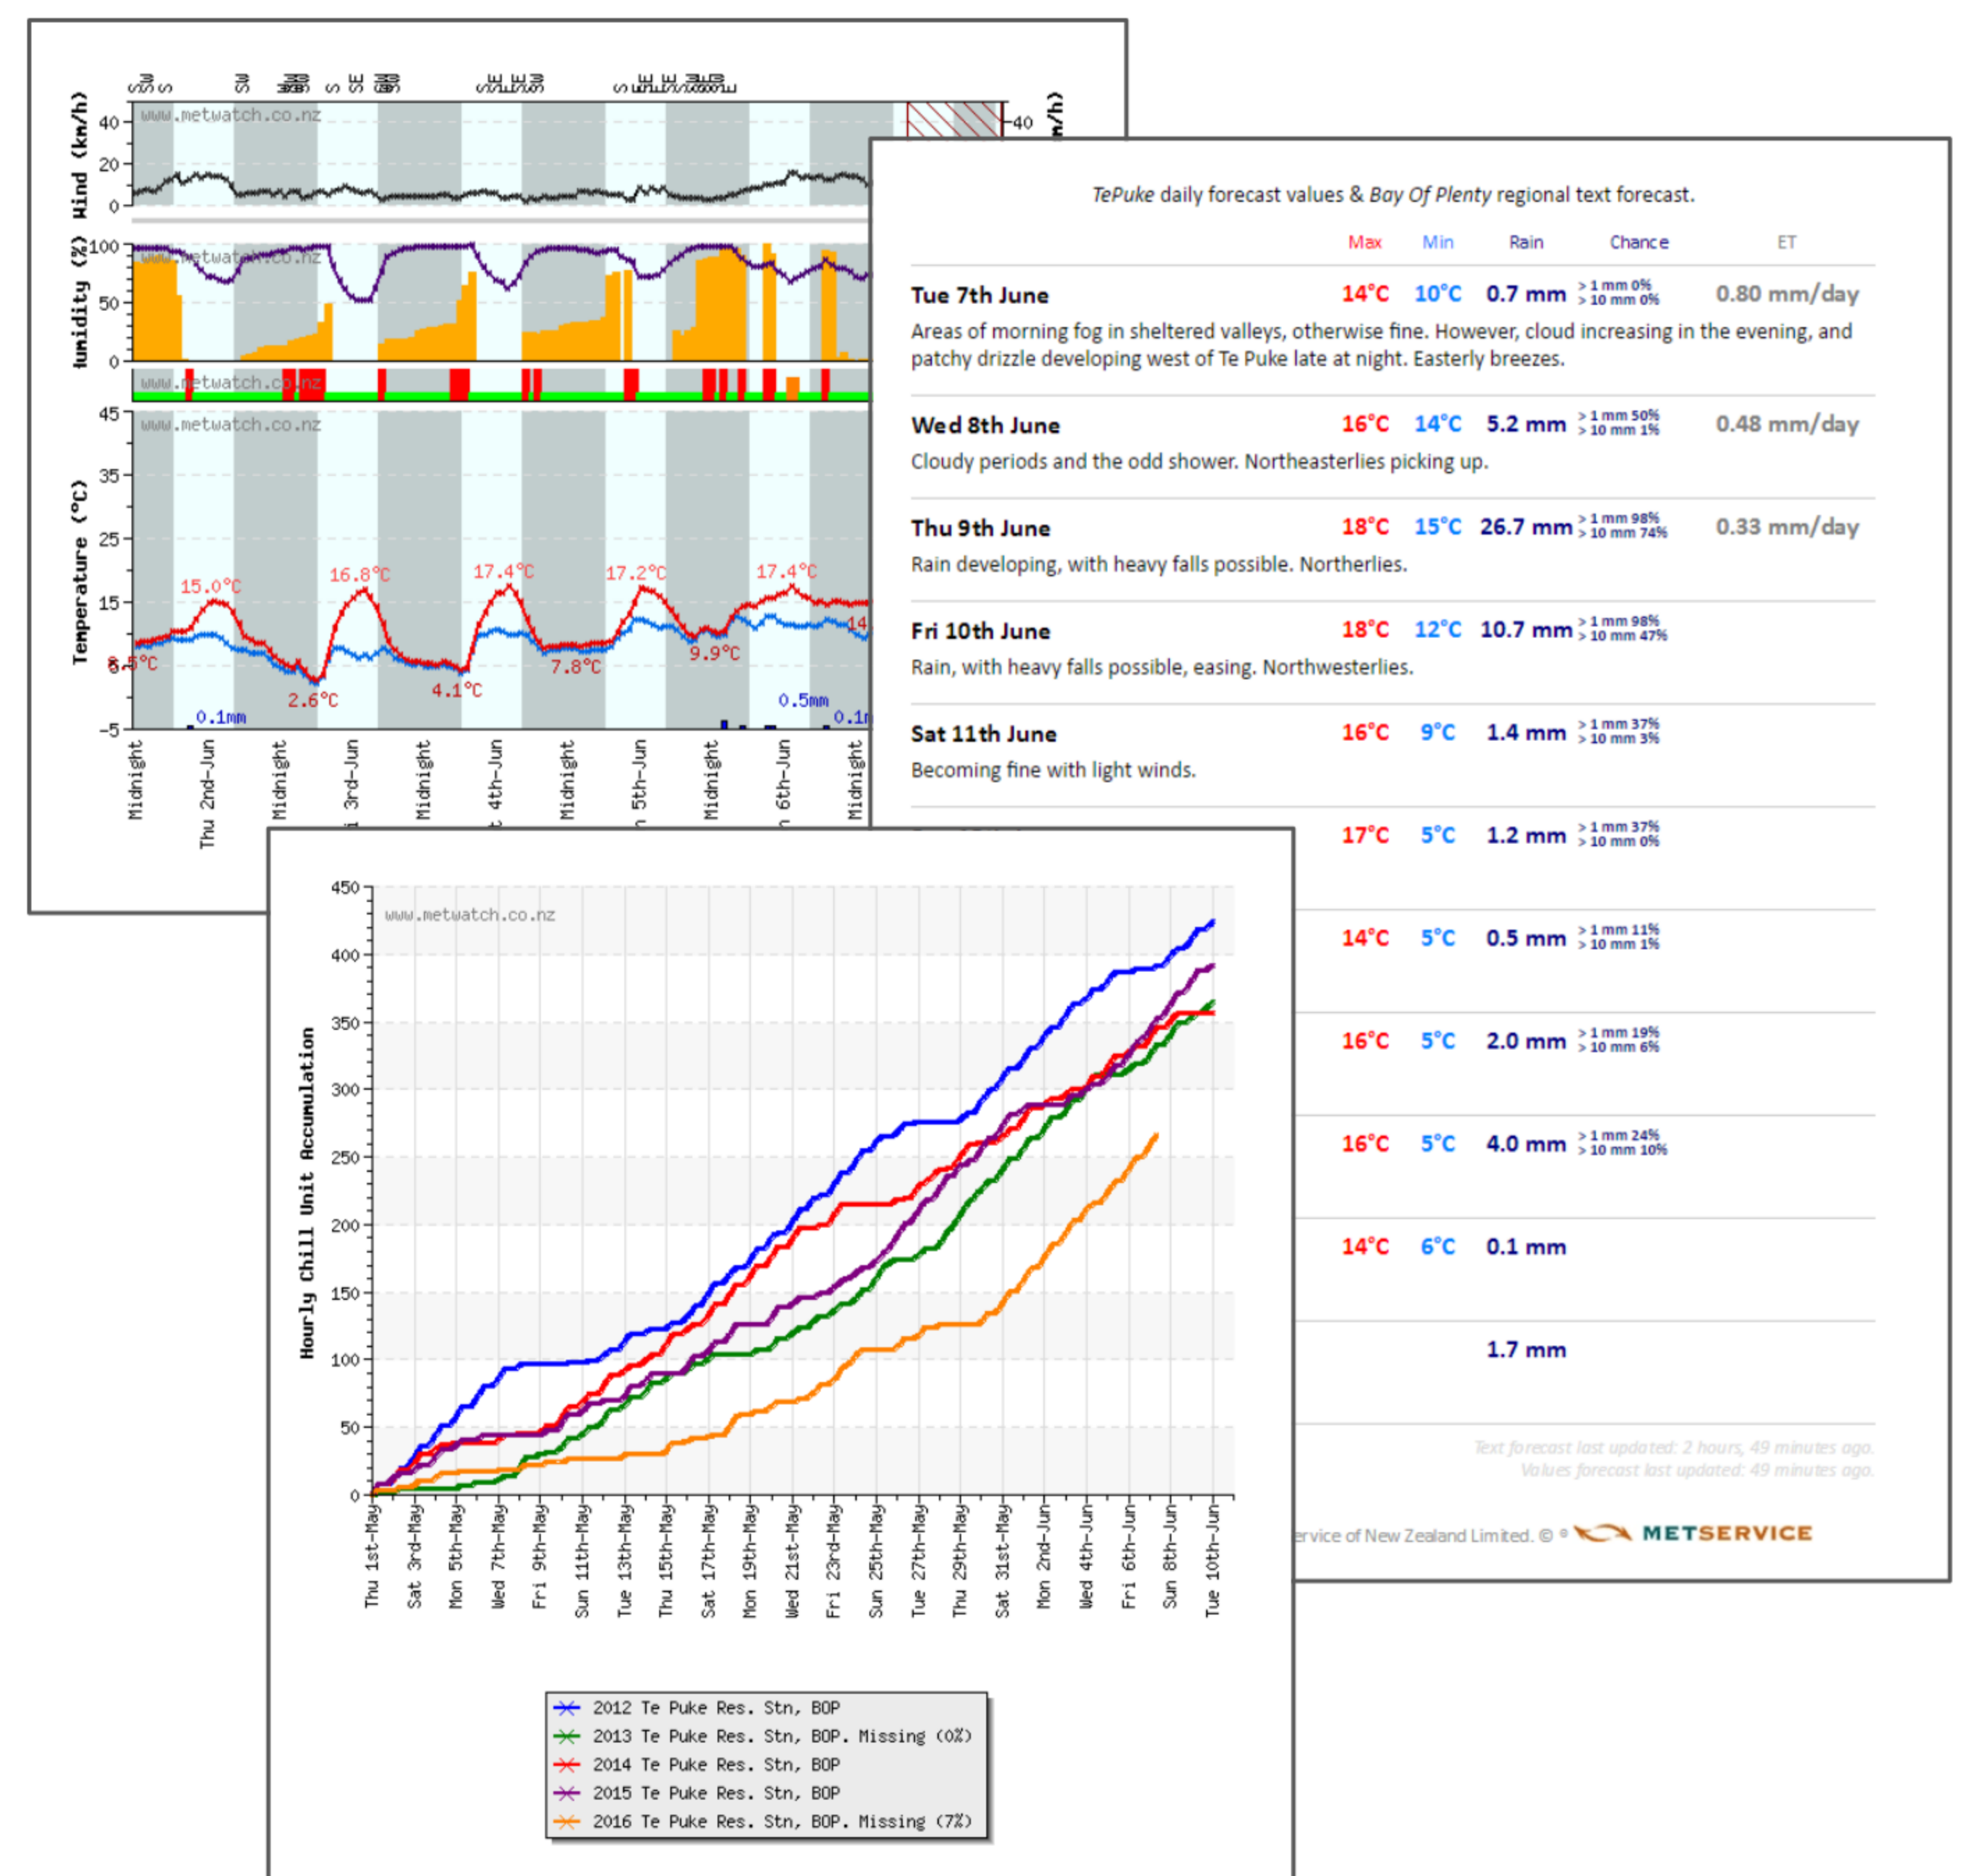 Wind (km/h)
40
20
0
www.metwatch.co.nz
40
m/h)
Humidity (%)
100
50
0
www.metwatch.co.nz
www.metwatch.co.nz
Temperature (°C)
45
35
25
15
5
-5
www.metwatch.co.nz
15.0°C
16.8°C
17.4°C
17.2°C
17.4°C
14
2.6°C
4.1°C
7.8°C
9.9°C
0.1mm
0.5mm
Midnight
Thu 2nd-Jun
Midnight
3rd-Jun
Midnight
4th-Jun
Midnight
5th-Jun
Midnight
6th-Jun
Midnight
TePuke daily forecast values & Bay Of Plenty regional text forecast.
Max Min Rain Chance ET
Tue 7th June 14°C 10°C 0.7 mm > 1 mm 0% > 10 mm 0% 0.80 mm/day
Areas of morning fog in sheltered valleys, otherwise fine. However, cloud increasing in the evening, and
patchy drizzle developing west of Te Puke late at night. Easterly breezes.
Wed 8th June 16°C 14°C 5.2 mm > 1 mm 50% > 10 mm 1% 0.48 mm/day
Cloudy periods and the odd shower. Northeasterlies picking up.
Thu 9th June 18°C 15°C 26.7 mm > 1 mm 98% > 10 mm 74% 0.33 mm/day
Rain developing, with heavy falls possible. Northerlies.
Fri 10th June 18°C 12°C 10.7 mm > 1 mm 98% > 10 mm 47%
Rain, with heavy falls possible, easing. Northwesterlies.
Sat 11th June 16°C 9°C 1.4 mm > 1 mm 37% > 10 mm 3%
Becoming fine with light winds.
17°C 5°C 1.2 mm > 1 mm 37% > 10 mm 0%
14°C 5°C 0.5 mm > 1 mm 11% > 10 mm 1%
16°C 5°C 2.0 mm > 1 mm 19% > 10 mm 6%
16°C 5°C 4.0 mm > 1 mm 24% > 10 mm 10%
14°C 6°C 0.1 mm
1.7 mm
Text forecast last updated: 2 hours, 49 minutes ago.
Values forecast last updated: 49 minutes ago.
ervice of New Zealand Limited. © ® METSERVICE
Hourly Chill Unit Accumulation
450
400
350
300
250
200
150
100
50
0
www.metwatch.co.nz
Thu 1st-May
Sat 3rd-May
Mon 5th-May
Wed 7th-May
Fri 9th-May
Sun 11th-May
Tue 13th-May
Thu 15th-May
Sat 17th-May
Mon 19th-May
Wed 21st-May
Fri 23rd-May
Sun 25th-May
Tue 27th-May
Thu 29th-May
Sat 31st-May
Mon 2nd-Jun
Wed 4th-Jun
Fri 6th-Jun
Sun 8th-Jun
Tue 10th-Jun
2012 Te Puke Res. Stn, BOP
2013 Te Puke Res. Stn, BOP. Missing (0%)
2014 Te Puke Res. Stn, BOP
2015 Te Puke Res. Stn, BOP
2016 Te Puke Res. Stn, BOP. Missing (7%)